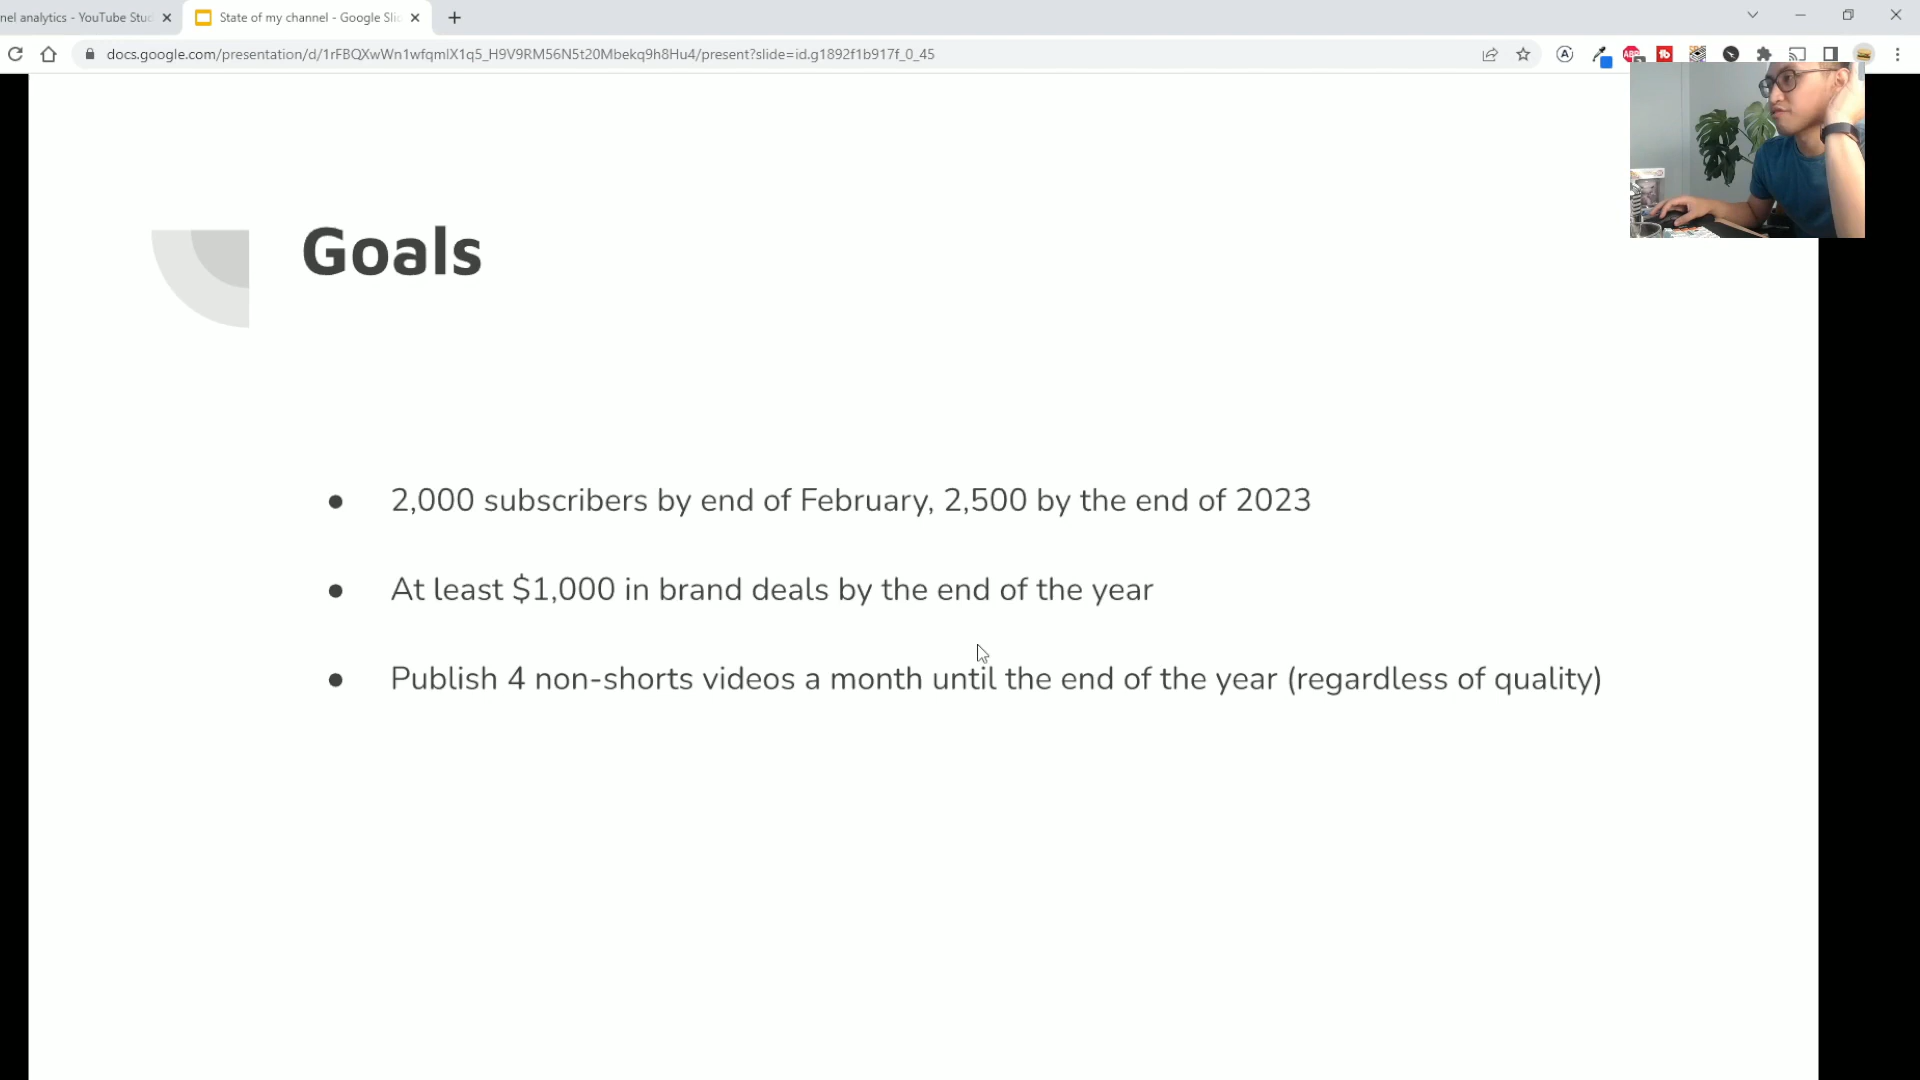 nel analytics - YouTube Stud
State of my channel - Google Slic
docs.google.com/presentation/d/1rFBQXwWn1wfqmlX1q5_H9V9RM56N5t20Mbekq9h8Hu4/present?slide=id.g1892f1b917f_0_45
ABP
Goals
● 2,000 subscribers by end of February, 2,500 by the end of 2023
● At least $1,000 in brand deals by the end of the year
● Publish 4 non-shorts videos a month until the end of the year (regardless of quality)